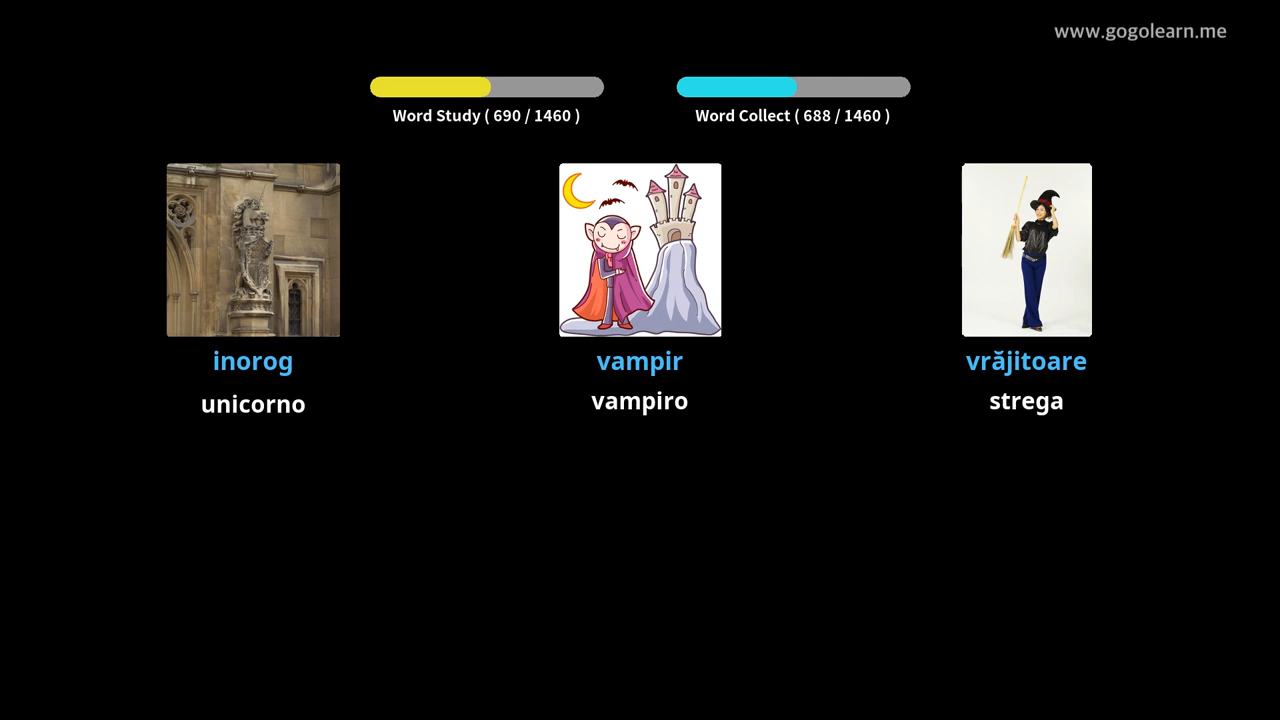 www.gogolearn.me
Word Study ( 690 / 1460 )
Word Collect ( 688 / 1460 )
inorog
unicorno
vampir
vampiro
vrăjitoare
strega